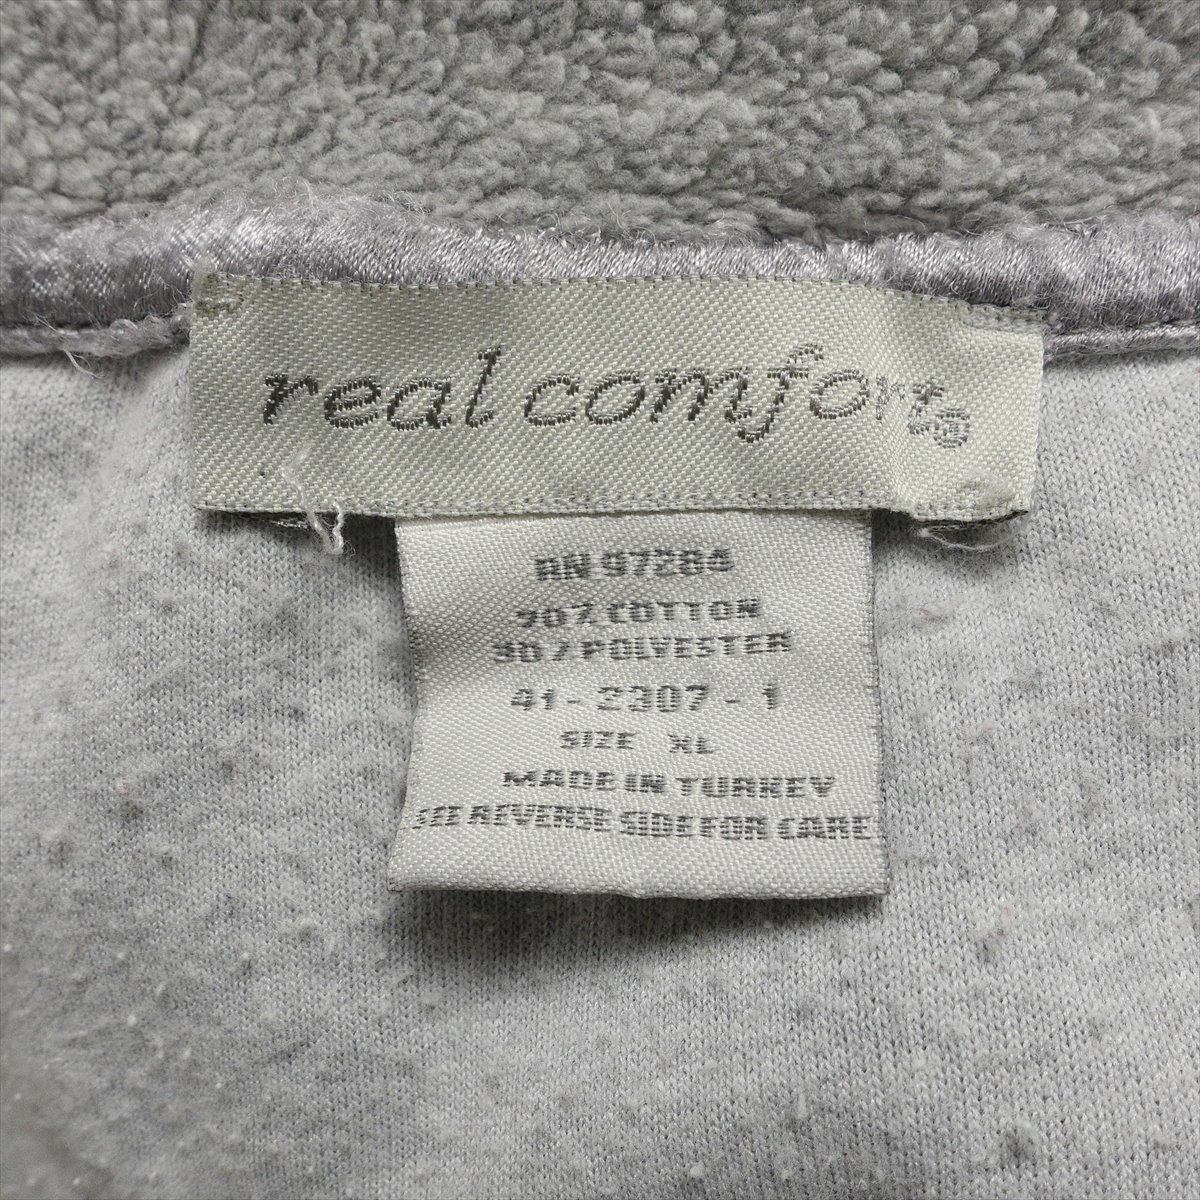 real comfort®
RN 97284
70% COTTON
30% POLYESTER
41-2307-1
SIZE XL
MADE IN TURKEY
SEE REVERSE SIDE FOR CARE